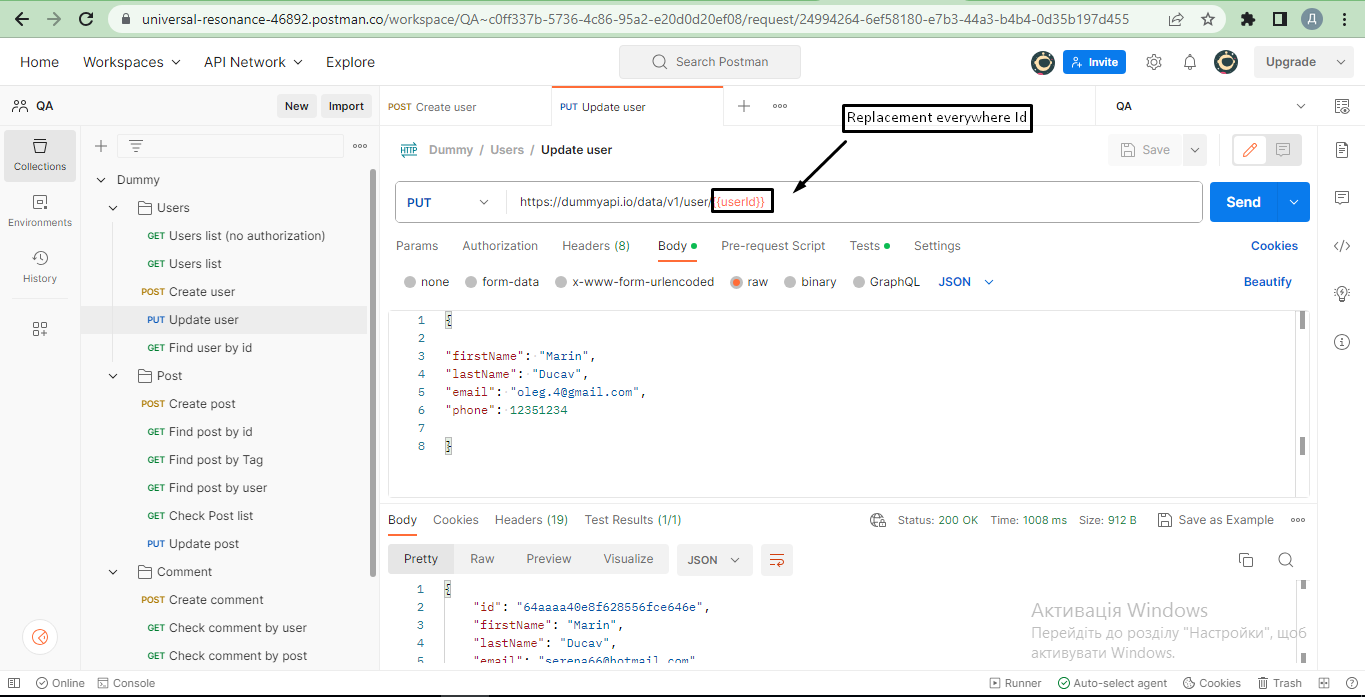 universal-resonance-46892.postman.co/workspace/QA~c0ff337b-5736-4c86-95a2-e20d0d20ef08/request/24994264-6ef58180-e7b3-44a3-b4b4-0d35b197d455
Д
Home Workspaces API Network Explore
Search Postman
Invite
Upgrade
QA
New Import
POST Create user
PUT Update user
QA
Replacement everywhere Id
Collections
Environments
History
Dummy
Users
GET Users list (no authorization)
GET Users list
POST Create user
PUT Update user
GET Find user by id
Post
POST Create post
GET Find post by id
GET Find post by Tag
GET Find post by user
GET Check Post list
PUT Update post
Comment
POST Create comment
GET Check comment by user
GET Check comment by post
HTTP Dummy / Users / Update user
Save
PUT https://dummyapi.io/data/v1/user/{{userId}}
Send
Params Authorization Headers (8) Body Pre-request Script Tests Settings
Cookies
none form-data x-www-form-urlencoded raw binary GraphQL JSON
Beautify
1 {
2
3 "firstName": "Marin",
4 "lastName": "Ducav",
5 "email": "oleg.4@gmail.com",
6 "phone": 12351234
7
8 }
Body Cookies Headers (19) Test Results (1/1)
Status: 200 OK Time: 1008 ms Size: 912 B
Save as Example
Pretty Raw Preview Visualize JSON
1 {
2 "id": "64aaaa40e8f628556fce646e",
3 "firstName": "Marin",
4 "lastName": "Ducav",
5 "email": "serena66@hotmail.com"
Активація Windows
Перейдіть до розділу "Настройки", щоб
активувати Windows.
Online Console
Runner Auto-select agent Cookies Trash